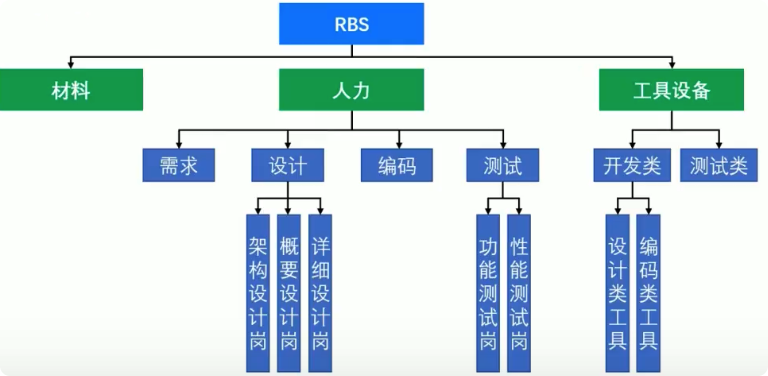 RBS
材料
人力
工具设备
需求
设计
编码
测试
开发类
测试类
架构设计岗
概要设计岗
详细设计岗
功能测试岗
性能测试岗
设计类工具
编码类工具